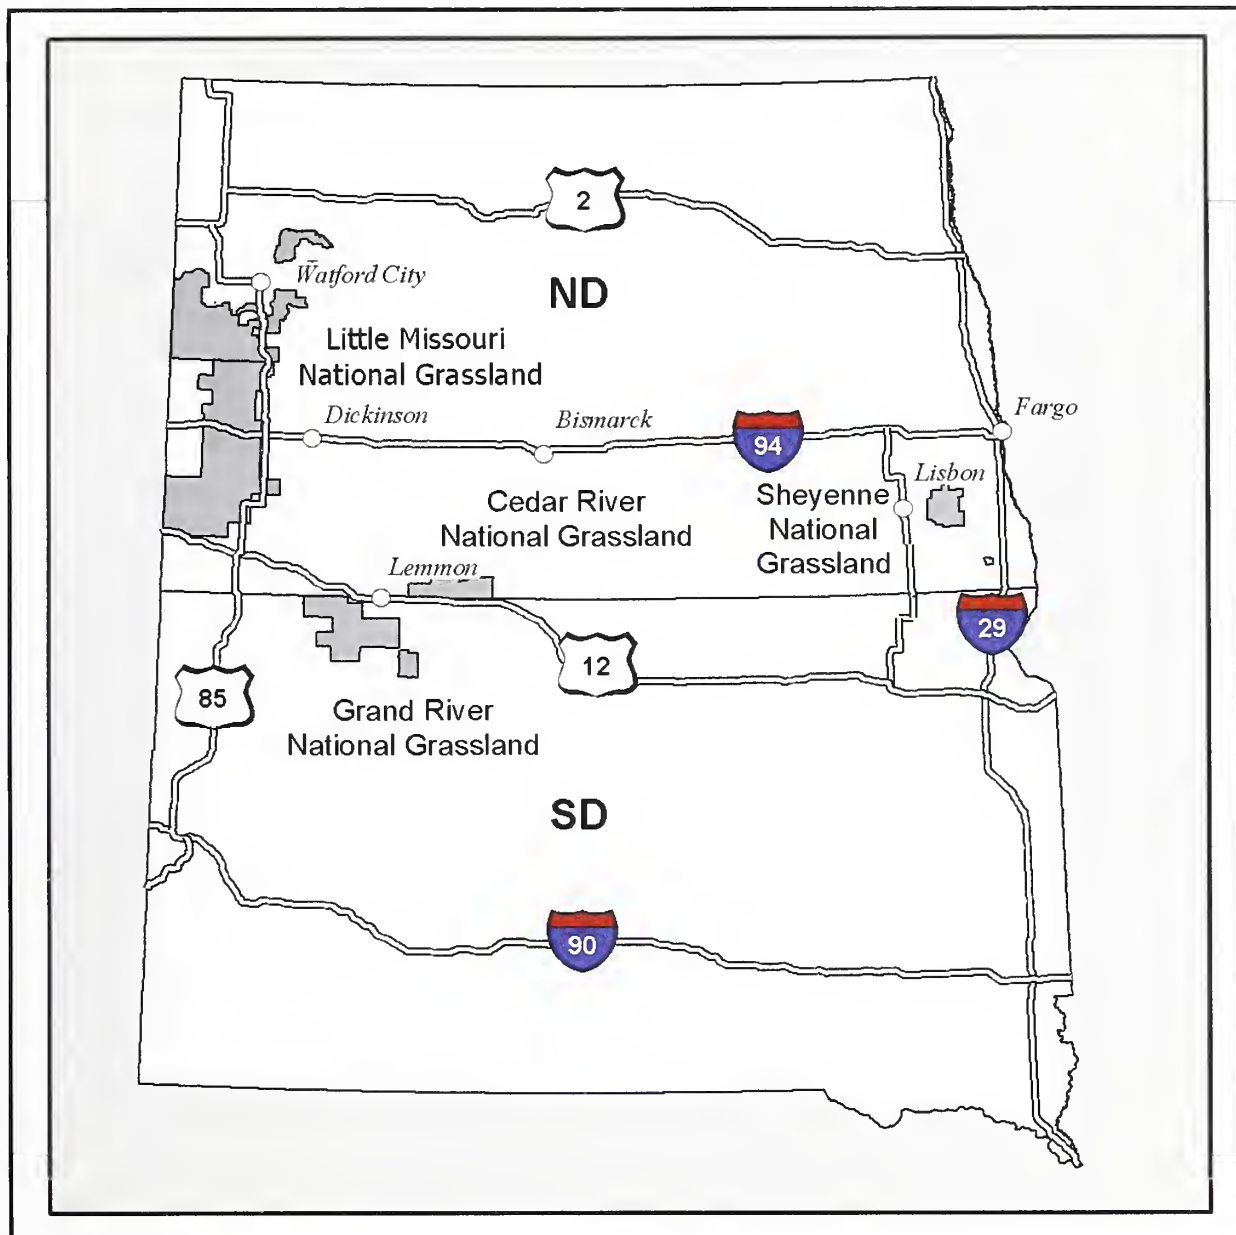 2
Watford City
ND
Little Missouri
National Grassland
Dickinson
Bismarck
94
Fargo
Cedar River
National Grassland
Sheyenne
National
Grassland
Lisbon
Lemmon
29
12
85
Grand River
National Grassland
SD
90